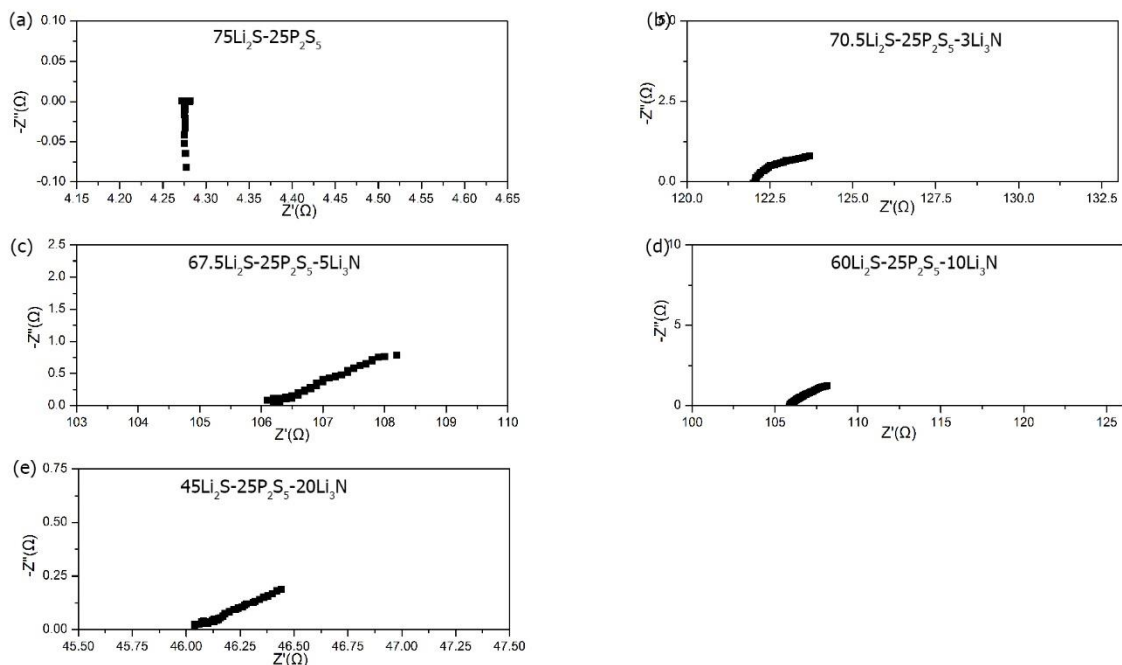 (a)
75Li₂S-25P₂S₅
0.10
0.05
0.00
-0.05
-0.10
-Z''(Ω)
4.15 4.20 4.25 4.30 4.35 4.40 4.45 4.50 4.55 4.60 4.65
Z'(Ω)
(b)
70.5Li₂S-25P₂S₅-3Li₃N
5.0
2.5
0.0
-Z''(Ω)
120.0 122.5 125.0 127.5 130.0 132.5
Z'(Ω)
(c)
67.5Li₂S-25P₂S₅-5Li₃N
2.5
2.0
1.5
1.0
0.5
0.0
-Z''(Ω)
103 104 105 106 107 108 109 110
Z'(Ω)
(d)
60Li₂S-25P₂S₅-10Li₃N
10
5
0
-Z''(Ω)
100 105 110 115 120 125
Z'(Ω)
(e)
45Li₂S-25P₂S₅-20Li₃N
0.75
0.50
0.25
0.00
-Z''(Ω)
45.50 45.75 46.00 46.25 46.50 46.75 47.00 47.25 47.50
Z'(Ω)